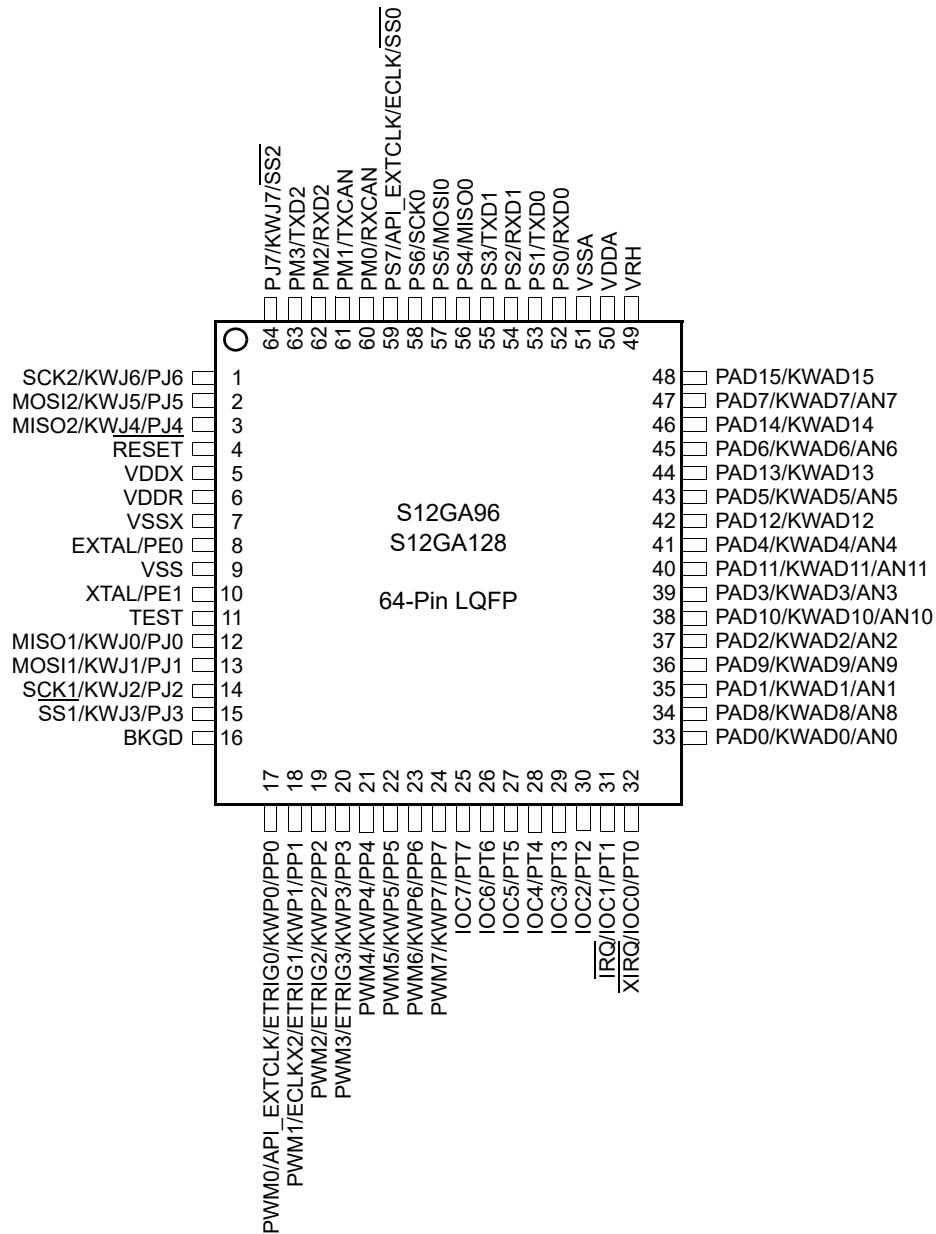 PJ7/KWJ7/SS2
PM3/TXD2
PM2/RXD2
PM1/TXCAN
PM0/RXCAN
PS7/API_EXTCLK/ECLK/SS0
PS6/SCK0
PS5/MOSI0
PS4/MISO0
PS3/TXD1
PS2/RXD1
PS1/TXD0
PS0/RXD0
VSSA
VDDA
VRH
64
63
62
61
60
59
58
57
56
55
54
53
52
51
50
49
SCK2/KWJ6/PJ6 1
MOSI2/KWJ5/PJ5 2
MISO2/KWJ4/PJ4 3
RESET 4
VDDX 5
VDDR 6
VSSX 7
EXTAL/PE0 8
VSS 9
XTAL/PE1 10
TEST 11
MISO1/KWJ0/PJ0 12
MOSI1/KWJ1/PJ1 13
SCK1/KWJ2/PJ2 14
SS1/KWJ3/PJ3 15
BKGD 16
S12GA96
S12GA128
64-Pin LQFP
48 PAD15/KWAD15
47 PAD7/KWAD7/AN7
46 PAD14/KWAD14
45 PAD6/KWAD6/AN6
44 PAD13/KWAD13
43 PAD5/KWAD5/AN5
42 PAD12/KWAD12
41 PAD4/KWAD4/AN4
40 PAD11/KWAD11/AN11
39 PAD3/KWAD3/AN3
38 PAD10/KWAD10/AN10
37 PAD2/KWAD2/AN2
36 PAD9/KWAD9/AN9
35 PAD1/KWAD1/AN1
34 PAD8/KWAD8/AN8
33 PAD0/KWAD0/AN0
17
18
19
20
21
22
23
24
25
26
27
28
29
30
31
32
PWM0/API_EXTCLK/ETRIG0/KWP0/PP0
PWM1/ECLKX2/ETRIG1/KWP1/PP1
PWM2/ETRIG2/KWP2/PP2
PWM3/ETRIG3/KWP3/PP3
PWM4/KWP4/PP4
PWM5/KWP5/PP5
PWM6/KWP6/PP6
PWM7/KWP7/PP7
IOC7/PT7
IOC6/PT6
IOC5/PT5
IOC4/PT4
IOC3/PT3
IOC2/PT2
IRQ/IOC1/PT1
XIRQ/IOC0/PT0